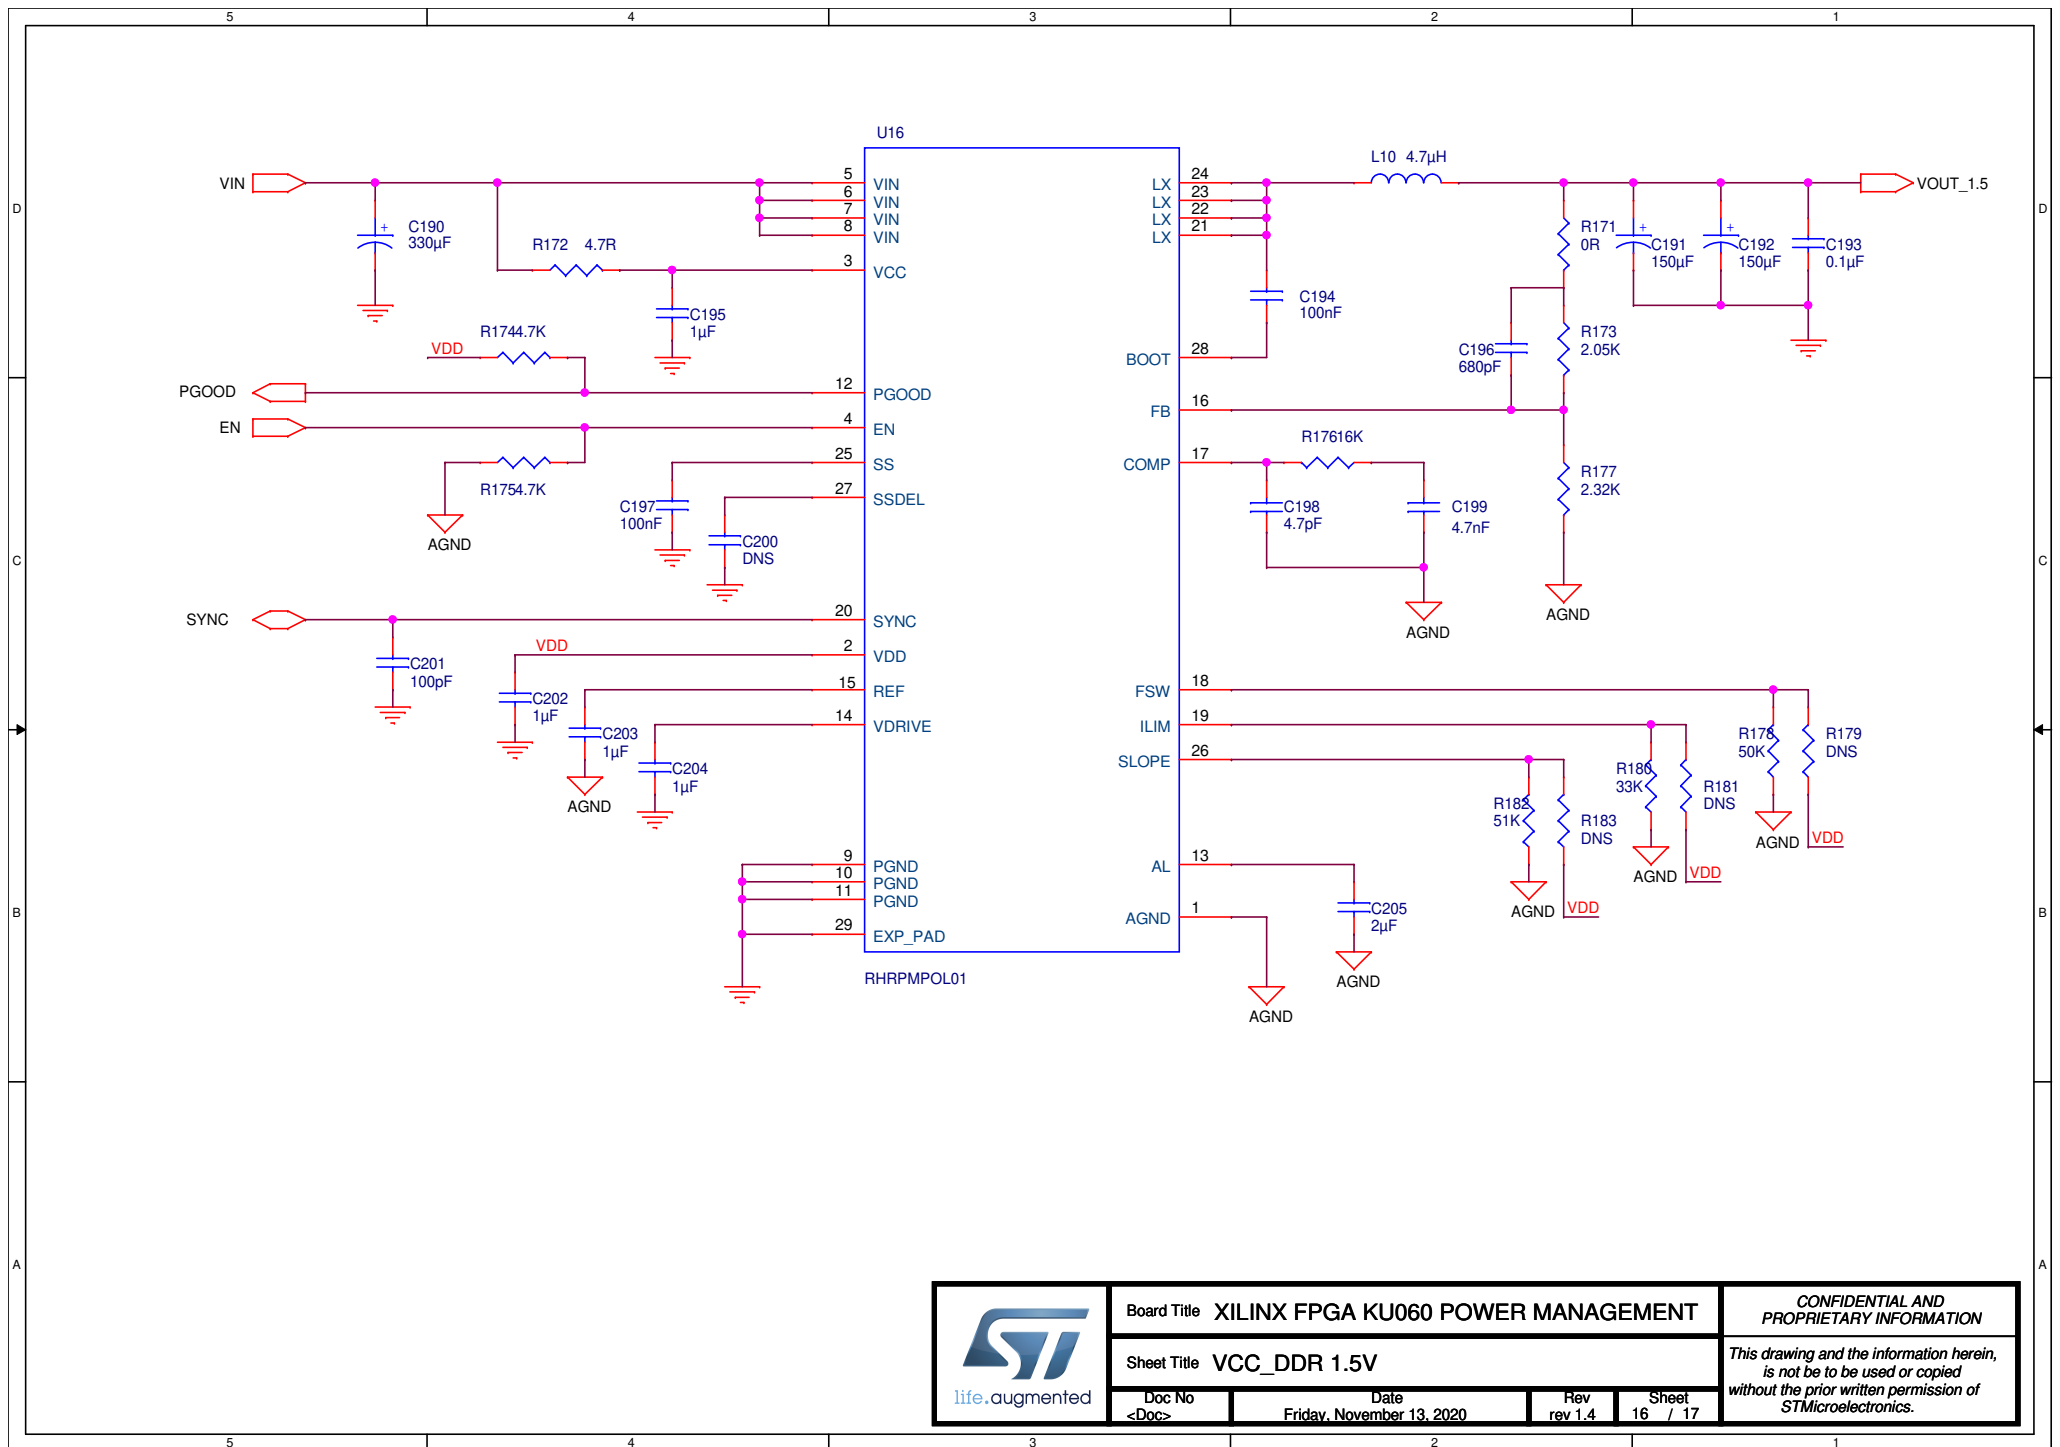 5 4 3 2 1
D D
C C
B B
A A
U16
VIN
C190
330µF
R172 4.7R
C195
1µF
R1744.7K
VDD
PGOOD
EN
R1754.7K
AGND
C197
100nF
C200
DNS
SYNC
C201
100pF
VDD
C202
1µF
C203
1µF
AGND
C204
1µF
5 VIN
6 VIN
7 VIN
8 VIN
3 VCC
12 PGOOD
4 EN
25 SS
27 SSDEL
20 SYNC
2 VDD
15 REF
14 VDRIVE
9 PGND
10 PGND
11 PGND
29 EXP_PAD
RHRPMPOL01
LX 24
LX 23
LX 22
LX 21
BOOT 28
FB 16
COMP 17
FSW 18
ILIM 19
SLOPE 26
AL 13
AGND 1
L10 4.7µH
VOUT_1.5
R171
0R
C191
150µF
C192
150µF
C193
0.1µF
C194
100nF
C196
680pF
R173
2.05K
R17616K
C198
4.7pF
C199
4.7nF
AGND
R177
2.32K
AGND
R178
50K
R179
DNS
AGND
VDD
R180
33K
R181
DNS
AGND
VDD
R182
51K
R183
DNS
AGND
VDD
C205
2µF
AGND
AGND
life.augmented
Board Title XILINX FPGA KU060 POWER MANAGEMENT
Sheet Title VCC_DDR 1.5V
Doc No
<Doc>
Date
Friday, November 13, 2020
Rev
rev 1.4
Sheet
16 / 17
CONFIDENTIAL AND
PROPRIETARY INFORMATION
This drawing and the information herein,
is not be to be used or copied
without the prior written permission of
STMicroelectronics.
5 4 3 2 1